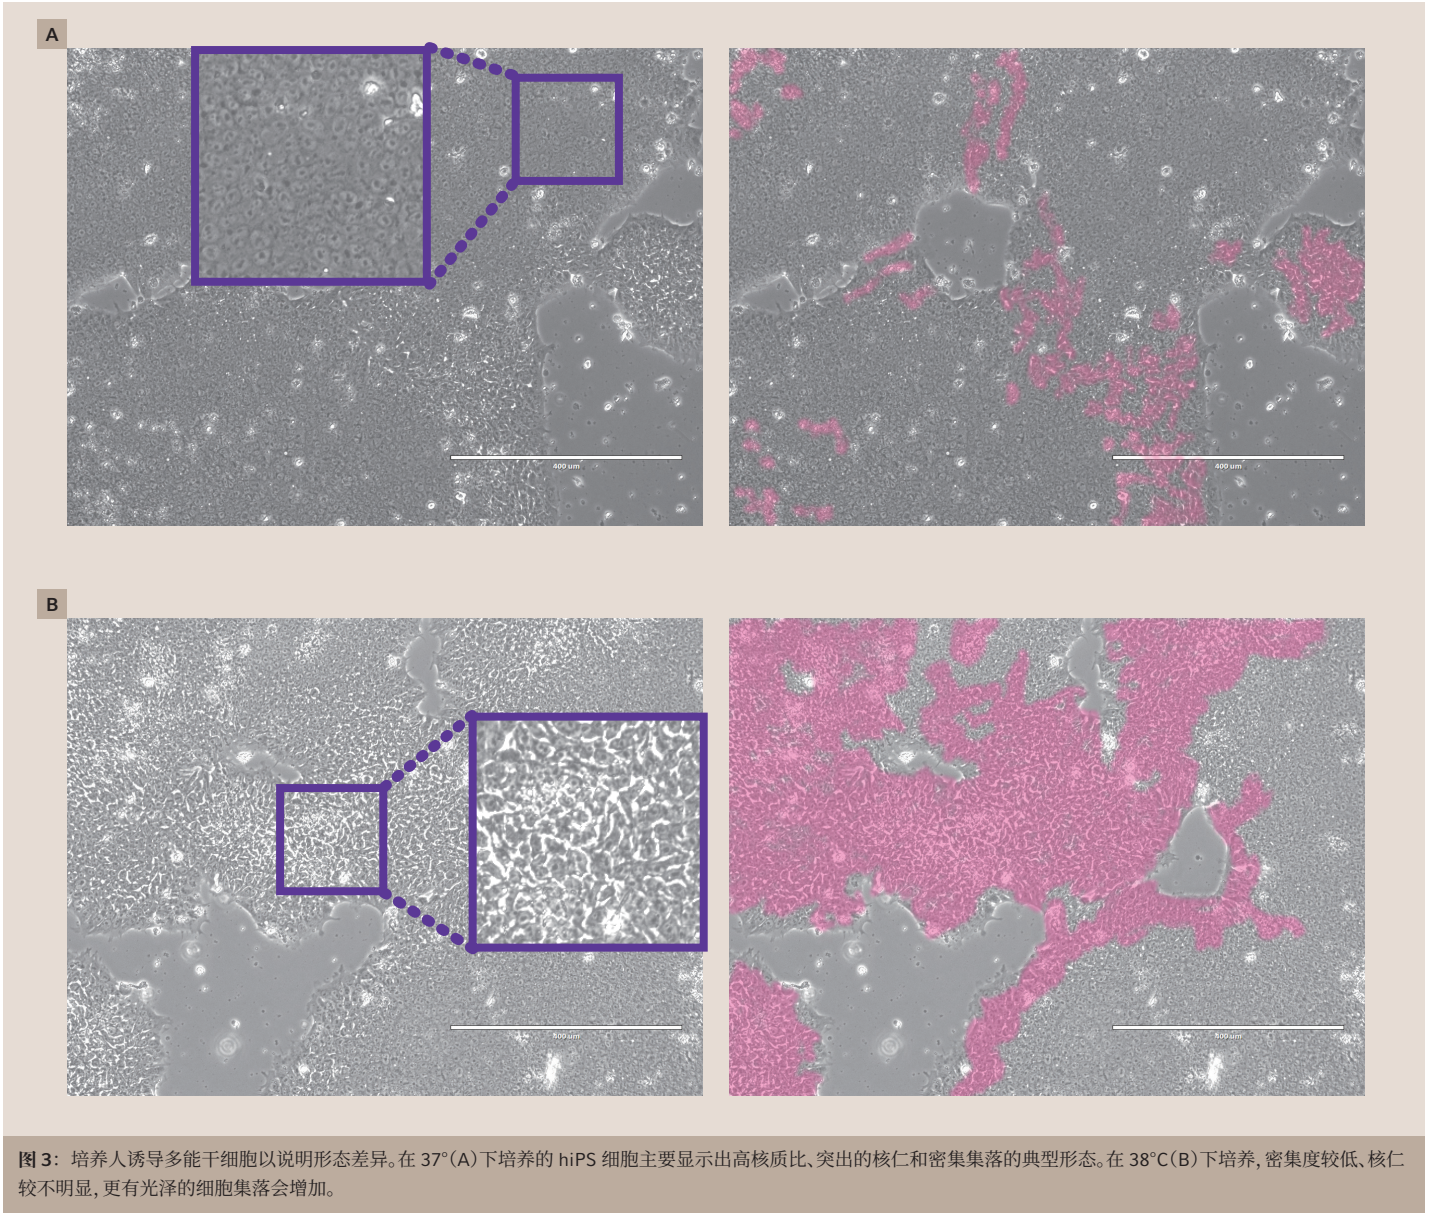 A
400 um
400 um
B
400 um
400 um
图 3：培养人诱导多能干细胞以说明形态差异。在 37°（A）下培养的 hiPS 细胞主要显示出高核质比、突出的核仁和密集集落的典型形态。在 38°C（B）下培养，密集度较低、核仁
较不明显，更有光泽的细胞集落会增加。